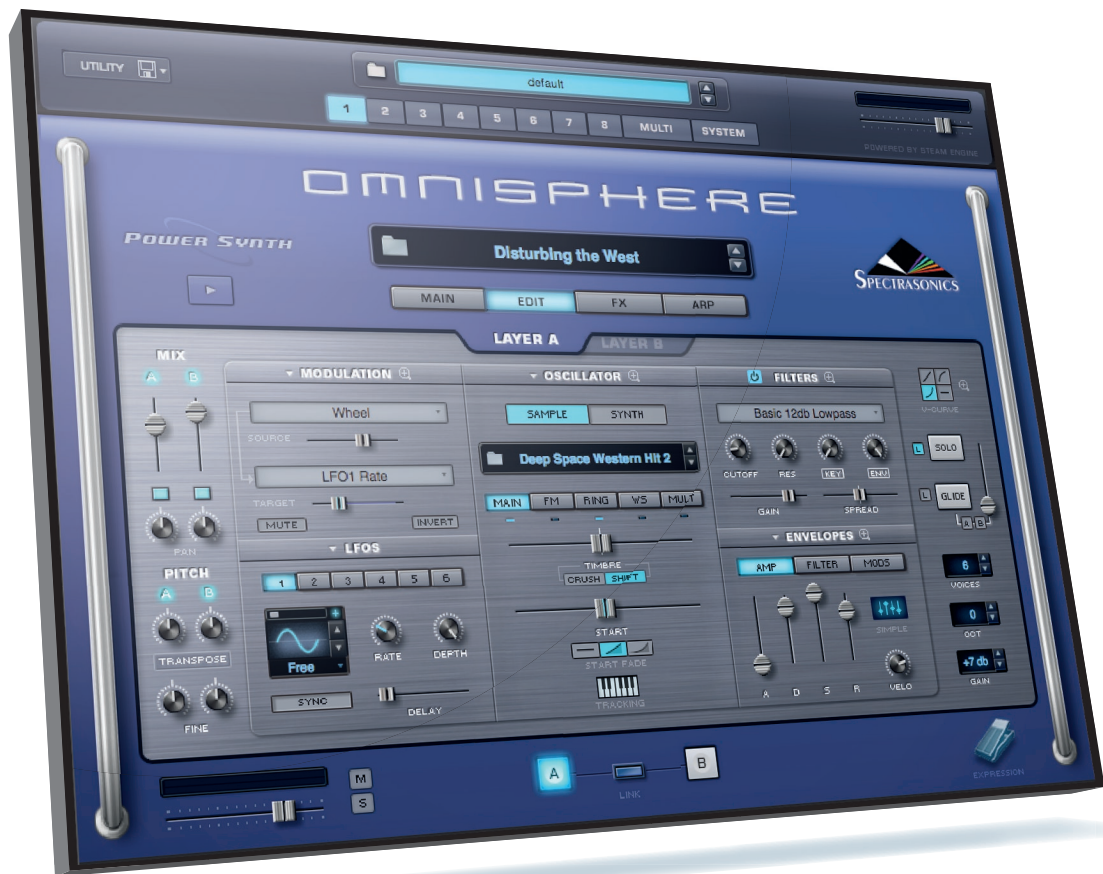 UTILITY
default
1 2 3 4 5 6 7 8 MULTI SYSTEM
POWERED BY STEAM ENGINE
OMNISPHERE
POWER SYNTH
Disturbing the West
SPECTRASONICS
MAIN EDIT FX ARP
LAYER A LAYER B
MIX
A B
PAN
PITCH
A B
TRANSPOSE
FINE
MODULATION
Wheel
SOURCE
LFO1 Rate
TARGET
MUTE INVERT
LFOS
1 2 3 4 5 6
Free
RATE DEPTH
SYNC
DELAY
OSCILLATOR
SAMPLE SYNTH
Deep Space Western Hit 2
MAIN FM RING WS MULT
TIMBRE
CRUSH SHIFT
START
START FADE
TRACKING
FILTERS
Basic 12db Lowpass
CUTOFF RES KEY ENV
GAIN SPREAD
ENVELOPES
AMP FILTER MODS
SIMPLE
A D S R VELO
V-CURVE
L SOLO
L GLIDE
A B
6
VOICES
0
OCT
+7 db
GAIN
M
S
A B
LINK
EXPRESSION